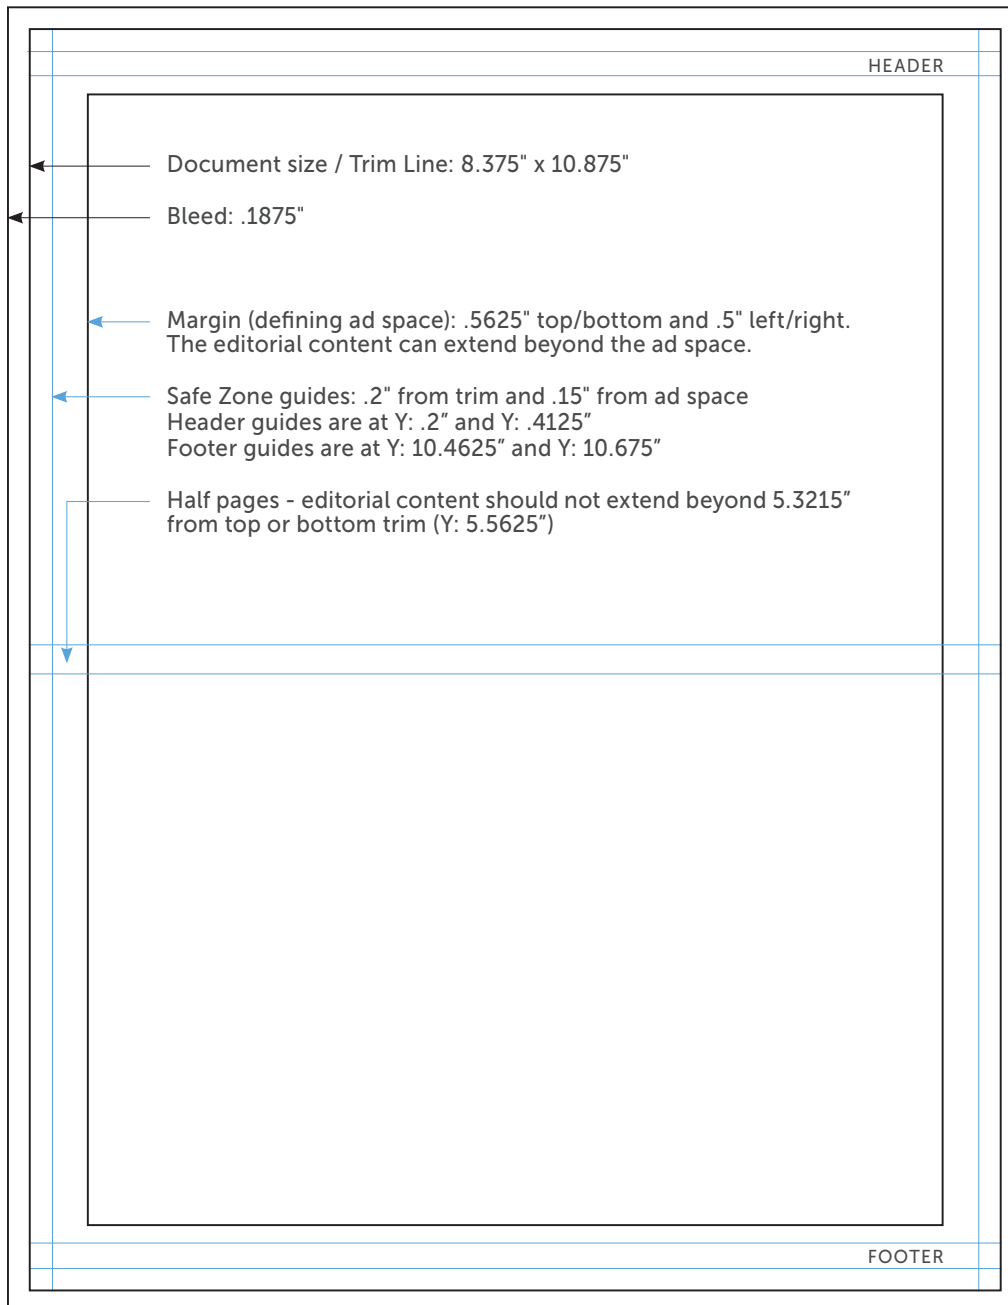 HEADER
Document size / Trim Line: 8.375" x 10.875"
Bleed: .1875"
Margin (defining ad space): .5625" top/bottom and .5" left/right.
The editorial content can extend beyond the ad space.
Safe Zone guides: .2" from trim and .15" from ad space
Header guides are at Y: .2” and Y: .4125”
Footer guides are at Y: 10.4625” and Y: 10.675”
Half pages - editorial content should not extend beyond 5.3215”
from top or bottom trim (Y: 5.5625”)
FOOTER